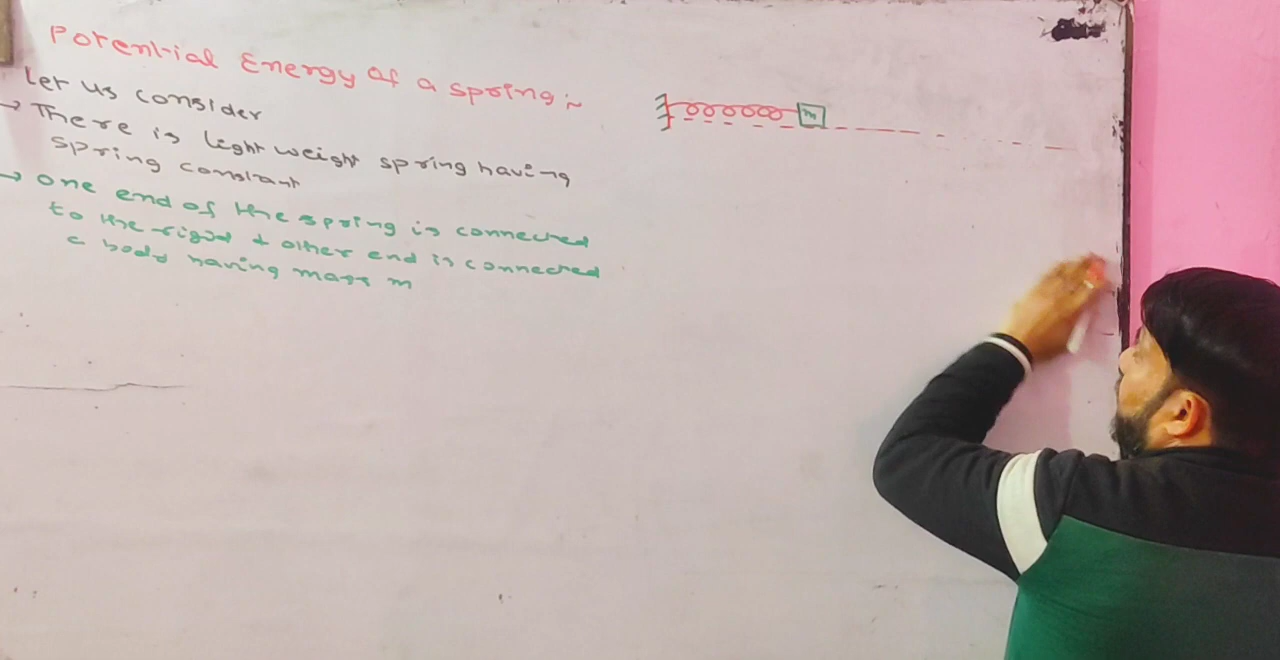 Potential Energy of a spring :~
Let us consider
→ There is light weight spring having
spring constant
→ one end of the spring is connected
to the rigid & other end is connected
a body having mass m
m